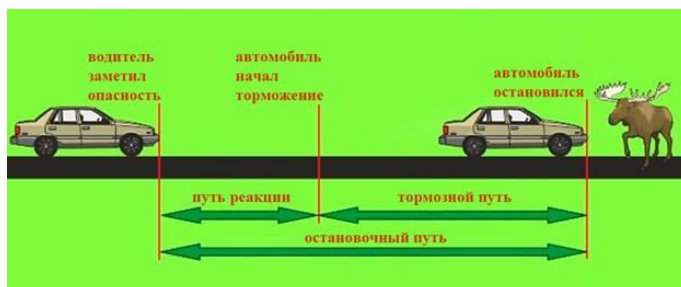 водитель
заметил
опасность
автомобиль
начал
торможение
автомобиль
остановился
путь реакции
тормозной путь
остановочный путь